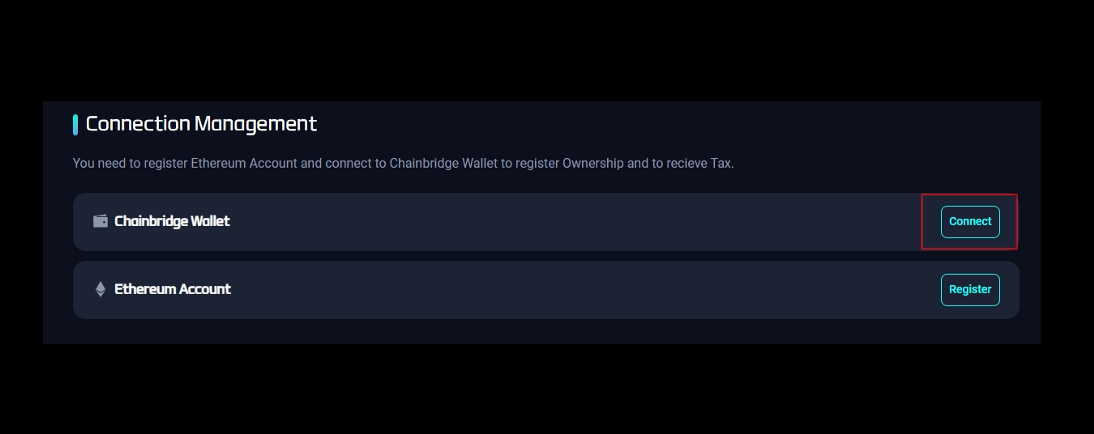 Connection Management
You need to register Ethereum Account and connect to Chainbridge Wallet to register Ownership and to recieve Tax.
Chainbridge Wallet
Connect
Ethereum Account
Register